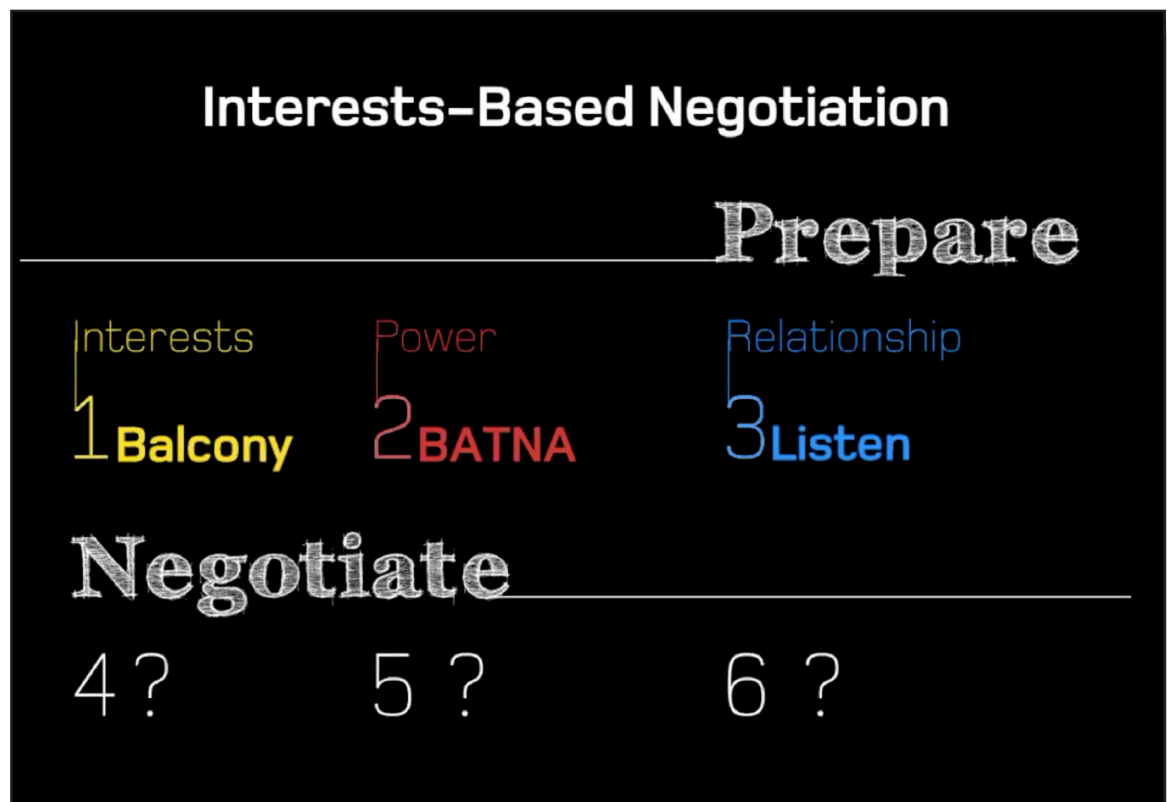 Interests-Based Negotiation
Prepare
Interests Power Relationship
1 Balcony 2 BATNA 3 Listen
Negotiate
4 ? 5 ? 6 ?